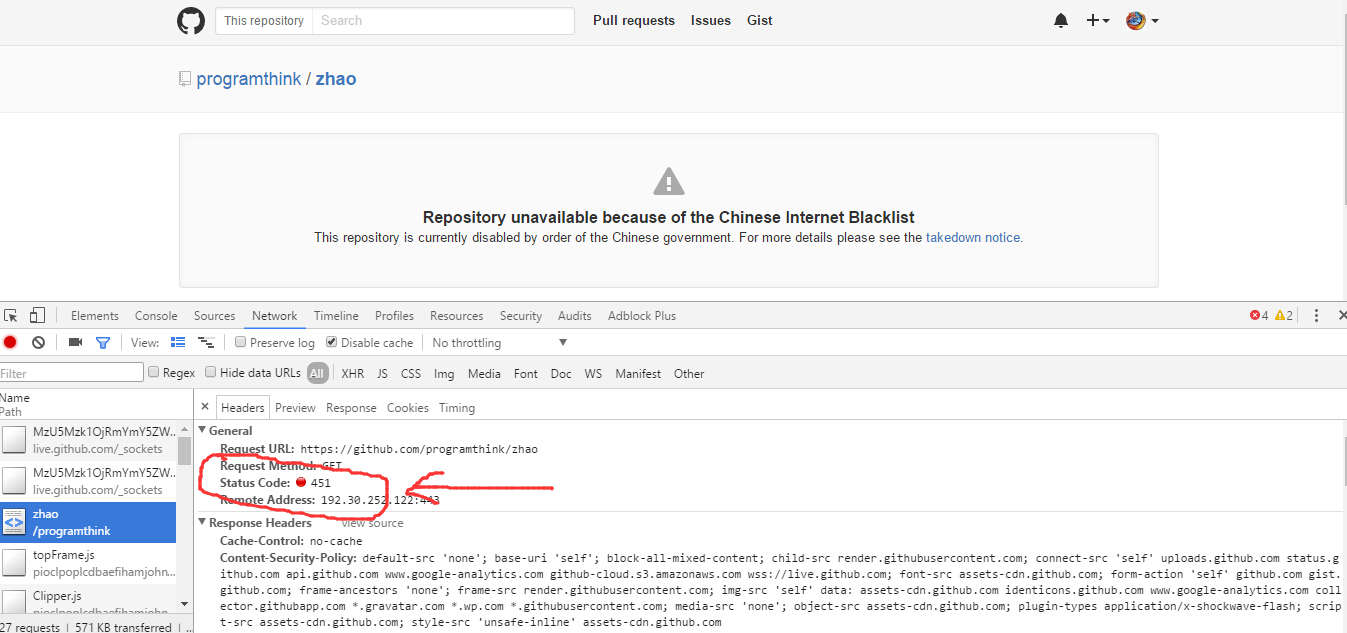 This repository Search Pull requests Issues Gist
programthink / zhao
Repository unavailable because of the Chinese Internet Blacklist
This repository is currently disabled by order of the Chinese government. For more details please see the takedown notice.
Elements Console Sources Network Timeline Profiles Resources Security Audits Adblock Plus 4 2
View: Preserve log Disable cache No throttling
Filter Regex Hide data URLs All XHR JS CSS Img Media Font Doc WS Manifest Other
Name
Path
MzU5Mzk1OjRmYmY5ZW...
live.github.com/_sockets
MzU5Mzk1OjRmYmY5ZW...
live.github.com/_sockets
zhao
/programthink
topFrame.js
pioclpoplcdbaefihamjohn...
Clipper.js
pioclpoplcdbaefihamjohn
27 requests | 571 KB transferred | ...
Headers Preview Response Cookies Timing
General
Request URL: https://github.com/programthink/zhao
Request Method: GET
Status Code: 451
Remote Address: 192.30.252.122:443
Response Headers view source
Cache-Control: no-cache
Content-Security-Policy: default-src 'none'; base-uri 'self'; block-all-mixed-content; child-src render.githubusercontent.com; connect-src 'self' uploads.github.com status.g
ithub.com api.github.com www.google-analytics.com github-cloud.s3.amazonaws.com wss://live.github.com; font-src assets-cdn.github.com; form-action 'self' github.com gist.
github.com; frame-ancestors 'none'; frame-src render.githubusercontent.com; img-src 'self' data: assets-cdn.github.com identicons.github.com www.google-analytics.com coll
ector.githubapp.com *.gravatar.com *.wp.com *.githubusercontent.com; media-src 'none'; object-src assets-cdn.github.com; plugin-types application/x-shockwave-flash; scrip
t-src assets-cdn.github.com; style-src 'unsafe-inline' assets-cdn.github.com